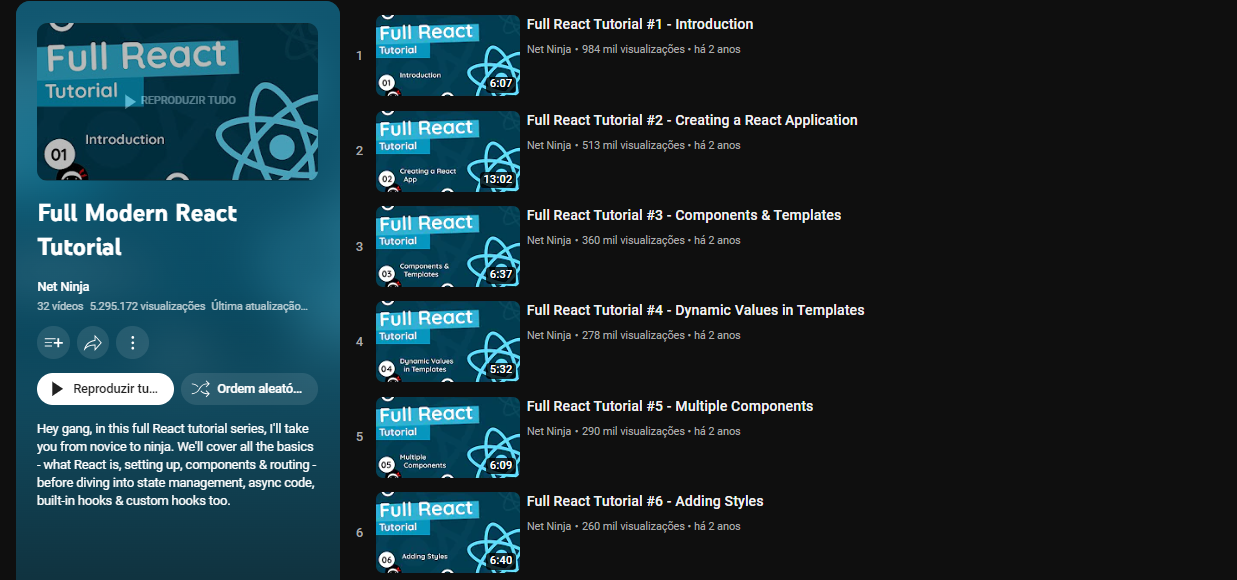 Full React
Tutorial
REPRODUZIR TUDO
Introduction
01
Full Modern React
Tutorial
Net Ninja
32 vídeos 5.295.172 visualizações Última atualização...
Reproduzir tu...
Ordem aleató...
Hey gang, in this full React tutorial series, I'll take
you from novice to ninja. We'll cover all the basics
- what React is, setting up, components & routing -
before diving into state management, async code,
built-in hooks & custom hooks too.
1
Full React
Tutorial
01 Introduction
6:07
Full React Tutorial #1 - Introduction
Net Ninja • 984 mil visualizações • há 2 anos
2
Full React
Tutorial
02 Creating a React
App
13:02
Full React Tutorial #2 - Creating a React Application
Net Ninja • 513 mil visualizações • há 2 anos
3
Full React
Tutorial
03 Components &
Templates
6:37
Full React Tutorial #3 - Components & Templates
Net Ninja • 360 mil visualizações • há 2 anos
4
Full React
Tutorial
04 Dynamic Values
in Templates
5:32
Full React Tutorial #4 - Dynamic Values in Templates
Net Ninja • 278 mil visualizações • há 2 anos
5
Full React
Tutorial
05 Multiple
Components
6:09
Full React Tutorial #5 - Multiple Components
Net Ninja • 290 mil visualizações • há 2 anos
6
Full React
Tutorial
06 Adding Styles
6:40
Full React Tutorial #6 - Adding Styles
Net Ninja • 260 mil visualizações • há 2 anos